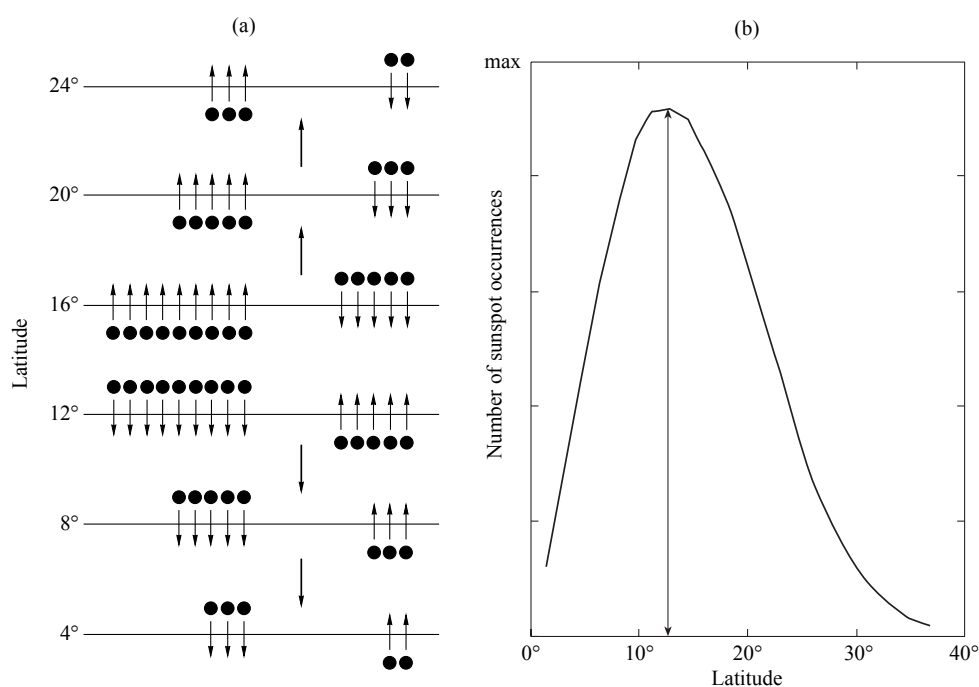 (a)
24°
20°
16°
12°
8°
4°
Latitude
(b)
max
Number of sunspot occurrences
0°
10°
20°
30°
40°
Latitude